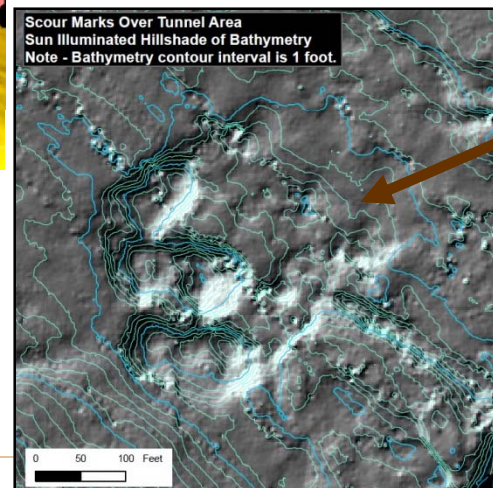 Scour Marks Over Tunnel Area
Sun Illuminated Hillshade of Bathymetry
Note - Bathymetry contour interval is 1 foot.
0 50 100 Feet